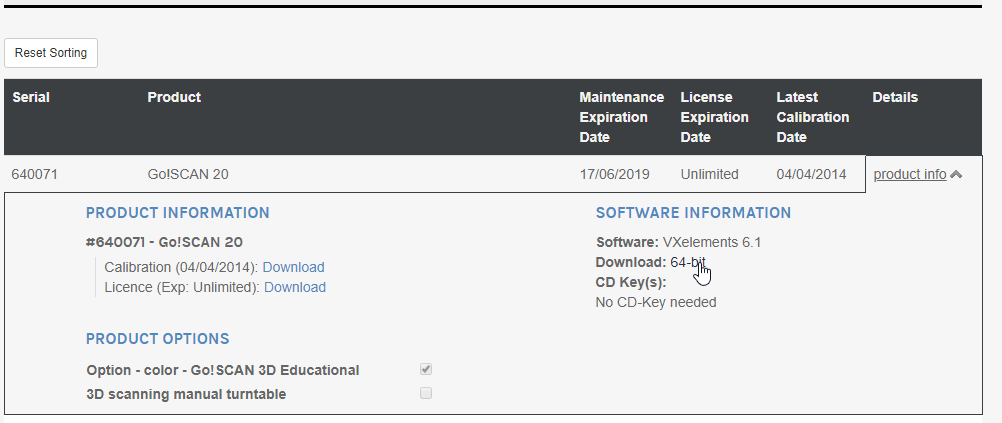 Reset Sorting
Serial Product Maintenance Expiration Date License Expiration Date Latest Calibration Date Details
640071 Go!SCAN 20 17/06/2019 Unlimited 04/04/2014 product info
PRODUCT INFORMATION
#640071 - Go!SCAN 20
Calibration (04/04/2014): Download
Licence (Exp: Unlimited): Download
SOFTWARE INFORMATION
Software: VXelements 6.1
Download: 64-bit
CD Key(s):
No CD-Key needed
PRODUCT OPTIONS
Option - color - Go!SCAN 3D Educational
3D scanning manual turntable